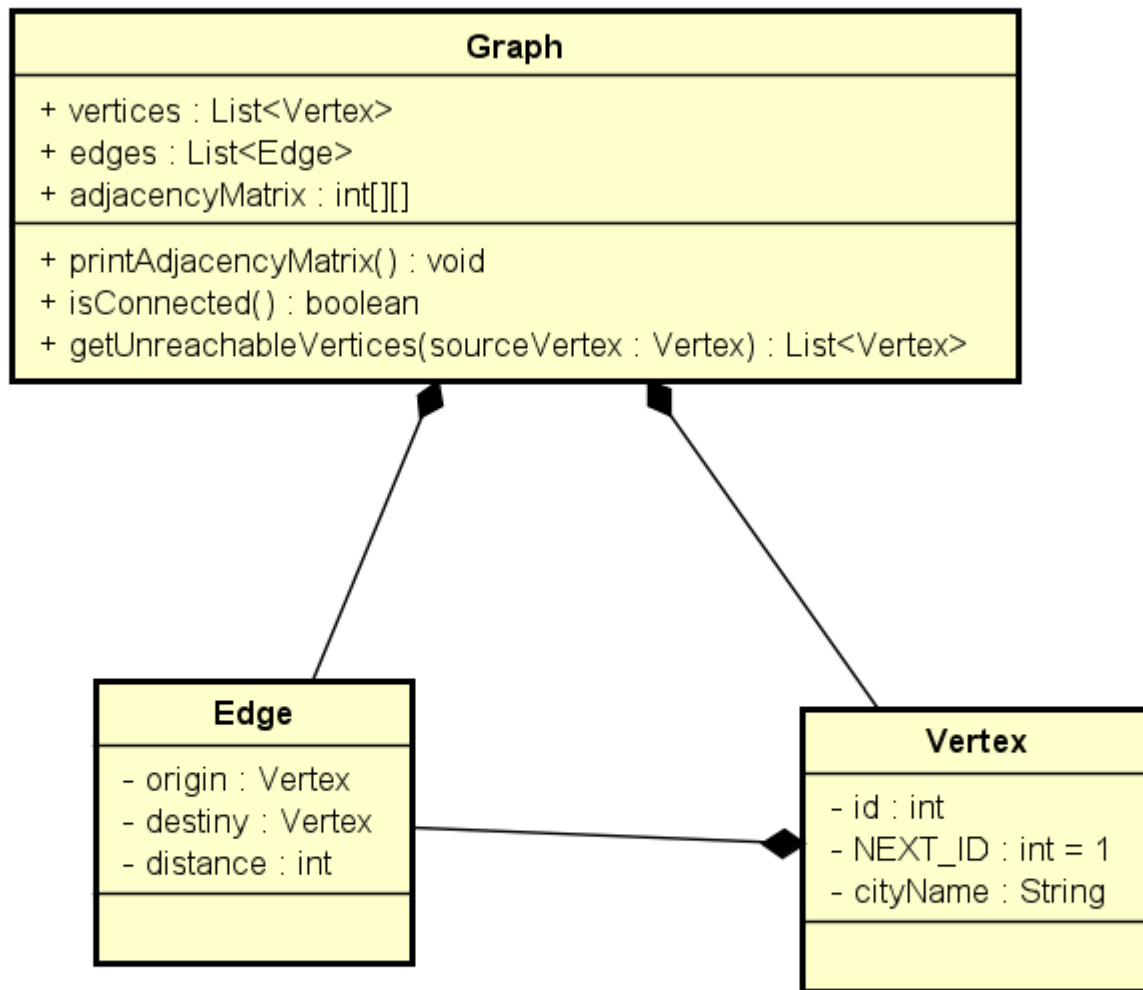 Graph
+ vertices : List<Vertex>
+ edges : List<Edge>
+ adjacencyMatrix : int[][]
+ printAdjacencyMatrix() : void
+ isConnected() : boolean
+ getUnreachableVertices(sourceVertex : Vertex) : List<Vertex>
Edge
- origin : Vertex
- destiny : Vertex
- distance : int
Vertex
- id : int
- NEXT_ID : int = 1
- cityName : String